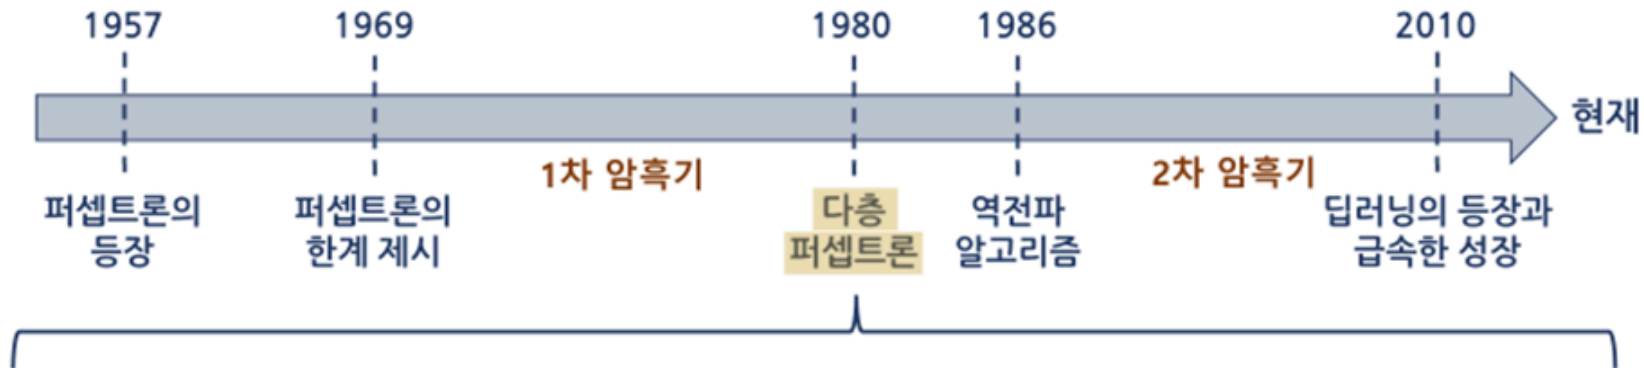 1957
1969
1980
1986
2010
현재
1차 암흑기
2차 암흑기
퍼셉트론의
등장
퍼셉트론의
한계 제시
다층
퍼셉트론
역전파
알고리즘
딥러닝의 등장과
급속한 성장